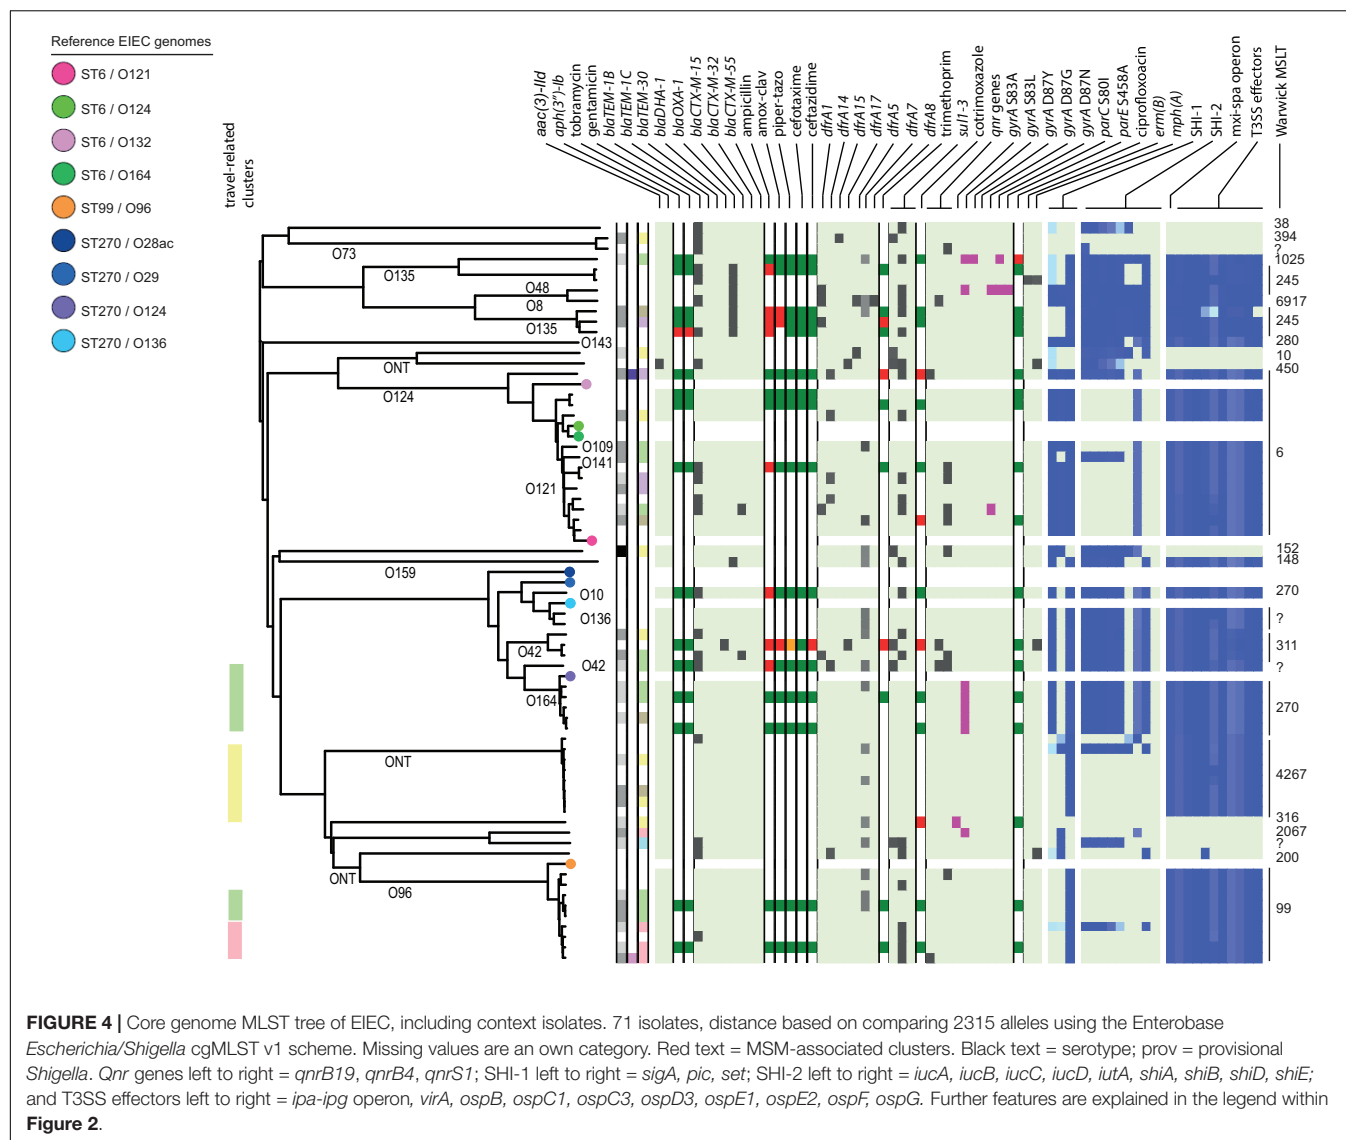 Reference EIEC genomes
ST6 / O121
ST6 / O124
ST6 / O132
ST6 / O164
ST99 / O96
ST270 / O28ac
ST270 / O29
ST270 / O124
ST270 / O136
travel-related
clusters
aac(3)-IId
aph(3'')-Ib
tobramycin
gentamicin
blaTEM-1B
blaTEM-1C
blaTEM-30
blaDHA-1
blaOXA-1
blaCTX-M-15
blaCTX-M-32
blaCTX-M-55
ampicillin
amox-clav
piper-tazo
cefotaxime
ceftazidime
dfrA1
dfrA14
dfrA15
dfrA17
dfrA5
dfrA7
dfrA8
trimethoprim
sul1-3
cotrimoxazole
qnr genes
gyrA S83A
gyrA S83L
gyrA D87Y
gyrA D87G
gyrA D87N
parC S80I
parE S458A
ciprofloxacin
erm(B)
mph(A)
SHI-1
SHI-2
mxi-spa operon
T3SS effectors
Warwick MSLT
O73
O135
O48
O8
O135
O143
ONT
O124
O109
O141
O121
O159
O10
O136
O42
O42
O164
ONT
ONT
O96
38
394
?
1025
245
6917
245
280
10
450
6
152
148
270
?
311
?
270
4267
316
2067
?
200
99
FIGURE 4 | Core genome MLST tree of EIEC, including context isolates. 71 isolates, distance based on comparing 2315 alleles using the Enterobase
Escherichia/Shigella cgMLST v1 scheme. Missing values are an own category. Red text = MSM-associated clusters. Black text = serotype; prov = provisional
Shigella. Qnr genes left to right = qnrB19, qnrB4, qnrS1; SHI-1 left to right = sigA, pic, set; SHI-2 left to right = iucA, iucB, iucC, iucD, iutA, shiA, shiB, shiD, shiE;
and T3SS effectors left to right = ipa-ipg operon, virA, ospB, ospC1, ospC3, ospD3, ospE1, ospE2, ospF, ospG. Further features are explained in the legend within
Figure 2.